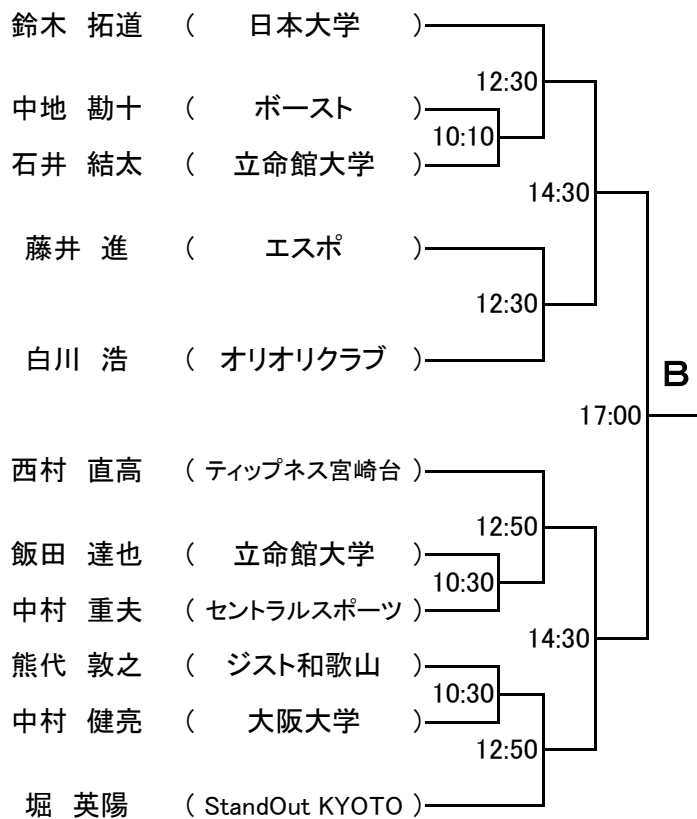 鈴木 拓道 ( 日本大学 )
12:30
中地 勘十 ( ボースト )
10:10
石井 結太 ( 立命館大学 )
14:30
藤井 進 ( エスポ )
12:30
白川 浩 ( オリオリクラブ )
B
17:00
西村 直高 ( ティップネス宮崎台 )
12:50
飯田 達也 ( 立命館大学 )
10:30
中村 重夫 ( セントラルスポーツ )
14:30
熊代 敦之 ( ジスト和歌山 )
10:30
中村 健亮 ( 大阪大学 )
12:50
堀 英陽 ( StandOut KYOTO )